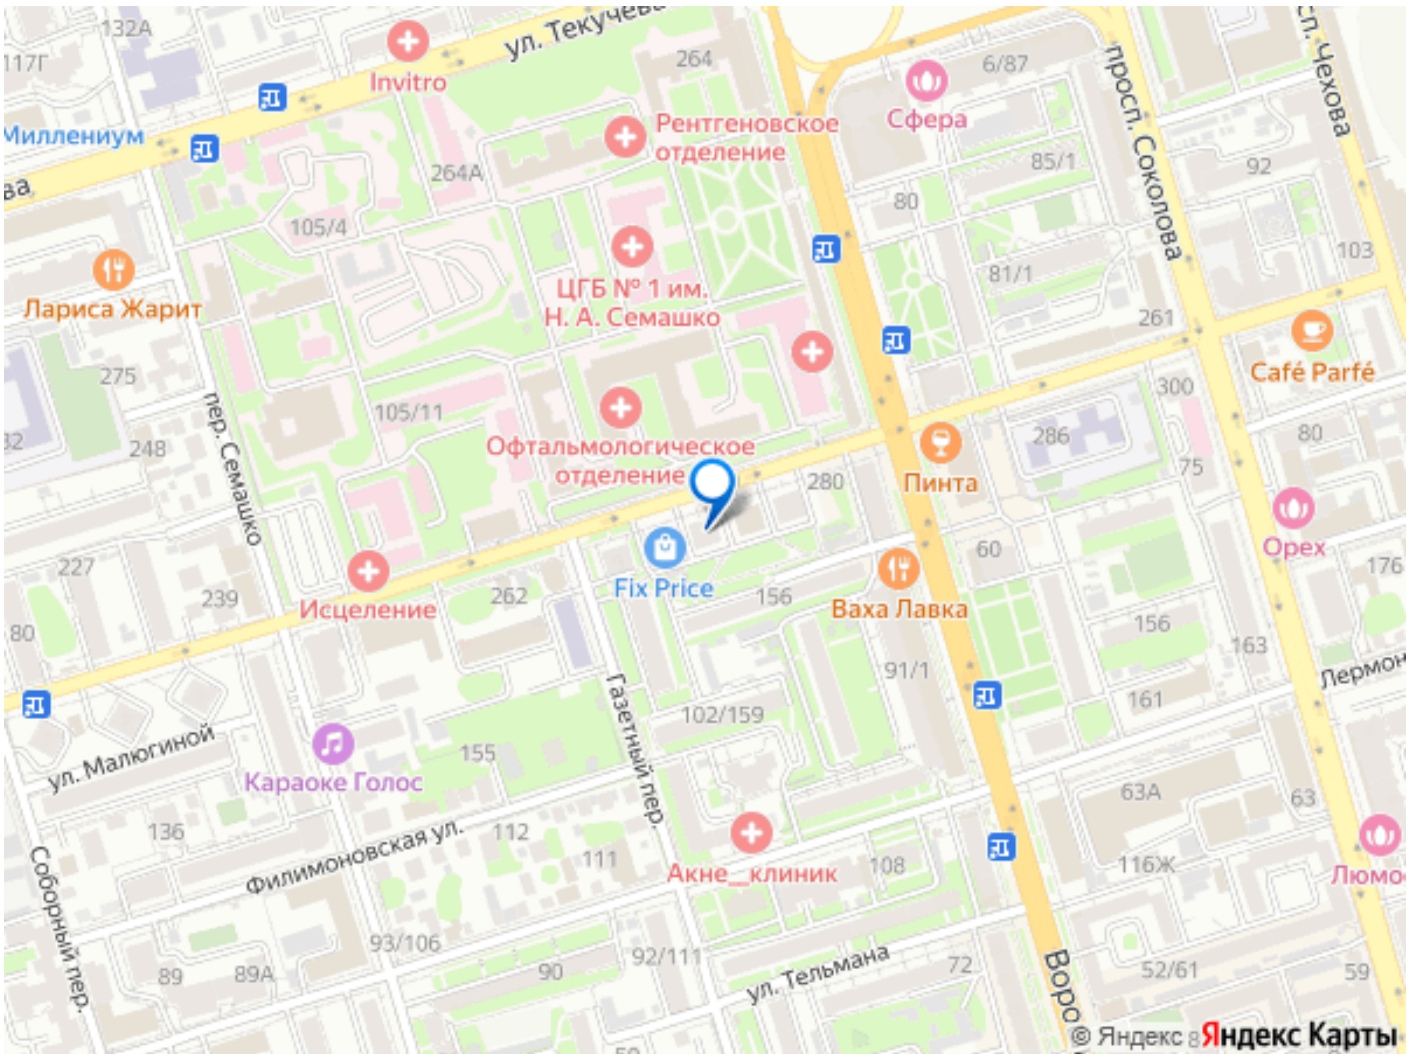 132А
ул. Текучева
сп. Чехова
117Г
Invitro
264
6/87
просп. Соколова
Сфера
Миллениум
Рентгеновское
отделение
85/1
92
264А
ва
80
105/4
103
81/1
ЦГБ № 1 им.
Н. А. Семашко
Лариса Жарит
261
275
Café Parfé
300
пер. Семашко
105/11
286
80
248
Офтальмологическое
отделение
75
32
280
Пинта
Орех
60
227
176
Fix Price
156
Ваха Лавка
Исцеление
262
239
156
80
163
91/1
Лермон
161
Газетный пер.
102/159
ул. Малюгиной
155
Караоке Голос
63А
63
136
Филимоновская ул.
112
111
Акне_клиник
108
116Ж
Люмо
Соборный пер.
93/106
89
89А
90
92/111
ул. Тельмана
72
Воро
52/61
59
© Яндекс 8 Яндекс Карты